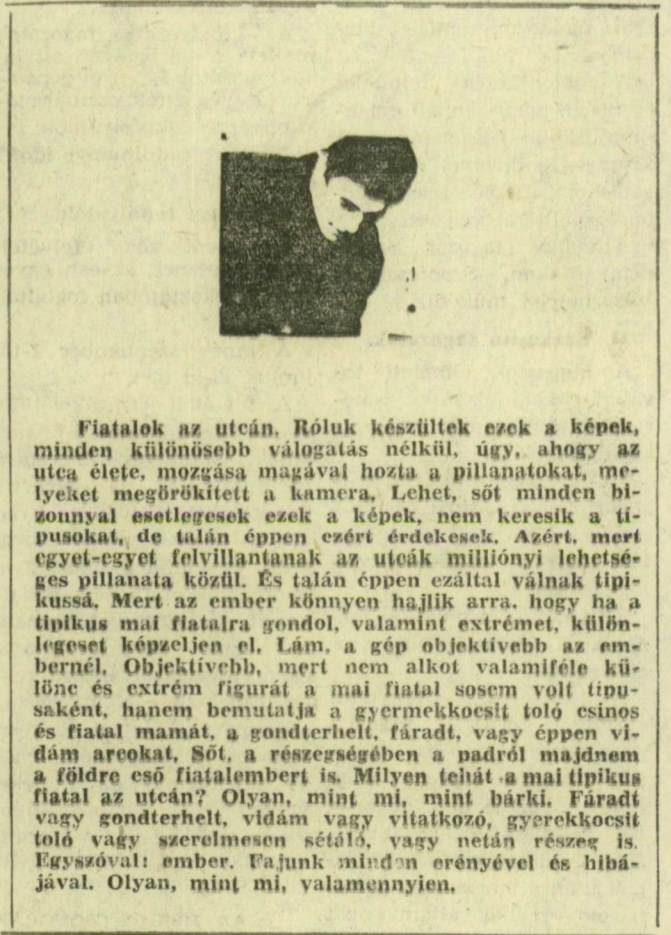 Fiatalok az utcán. Róluk készültek ezek a képek,
minden különösebb válogatás nélkül, úgy, ahogy az
utca élete, mozgása magával hozta a pillanatokat, me-
lyeket megörökített a kamera. Lehet, sőt minden bi-
zonnyal esetlegesek ezek a képek, nem keresik a tí-
pusokat, de talán éppen ezért érdekesek. Azért, mert
egyet-egyet felvillantanak az utcák milliónyi lehetsé-
ges pillanata közül. És talán éppen ezáltal válnak tipi-
kussá. Mert az ember könnyen hajlik arra, hogy ha a
tipikus mai fiatalra gondol, valamint extrémet, külön-
legeset képzeljen el. Lám, a gép objektívebb az em-
bernél. Objektívebb, mert nem alkot valamiféle kü-
lönc és extrém figurát a mai fiatal sosem volt típu-
saként, hanem bemutatja a gyermekkocsit toló csinos
és fiatal mamát, a gondterhelt, fáradt, vagy éppen vi-
dám arcokat, Sőt, a részegségében a padról majdnem
a földre eső fiatalembert is. Milyen tehát a mai tipikus
fiatal az utcán? Olyan, mint mi, mint bárki. Fáradt
vagy gondterhelt, vidám vagy vitatkozó, gyerekkocsit
toló vagy szerelmesen sétáló, vagy netán részeg is.
Egyszóval: ember. Fajunk minden erényével és hibá-
jával. Olyan, mint mi, valamennyien.